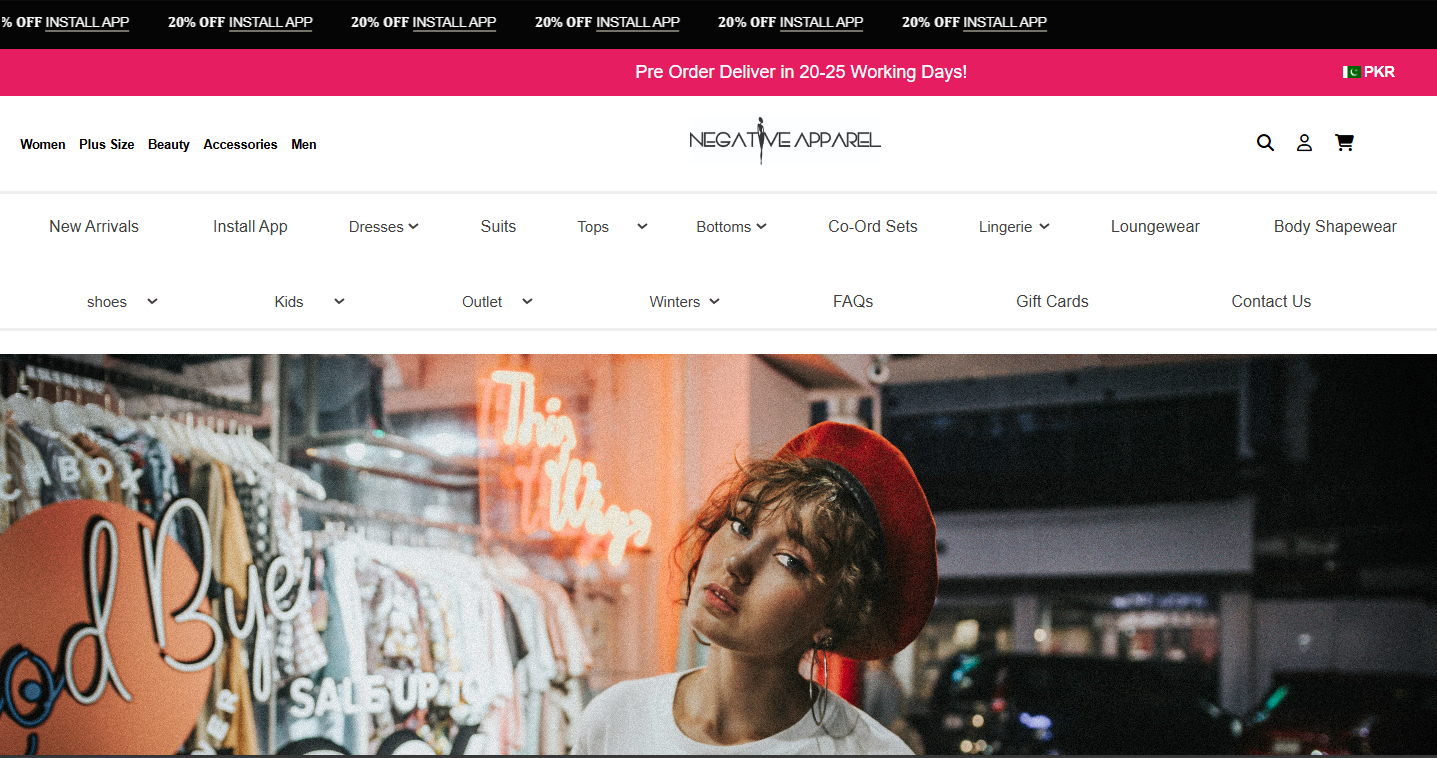 % OFF INSTALL APP 20% OFF INSTALL APP 20% OFF INSTALL APP 20% OFF INSTALL APP 20% OFF INSTALL APP 20% OFF INSTALL APP
Pre Order Deliver in 20-25 Working Days! PKR
Women Plus Size Beauty Accessories Men
NEGATIVE APPAREL
New Arrivals Install App Dresses Suits Tops Bottoms Co-Ord Sets Lingerie Loungewear Body Shapewear
shoes Kids Outlet Winters FAQs Gift Cards Contact Us
This
Way
CHBOX
od Bye
SALE UP TO